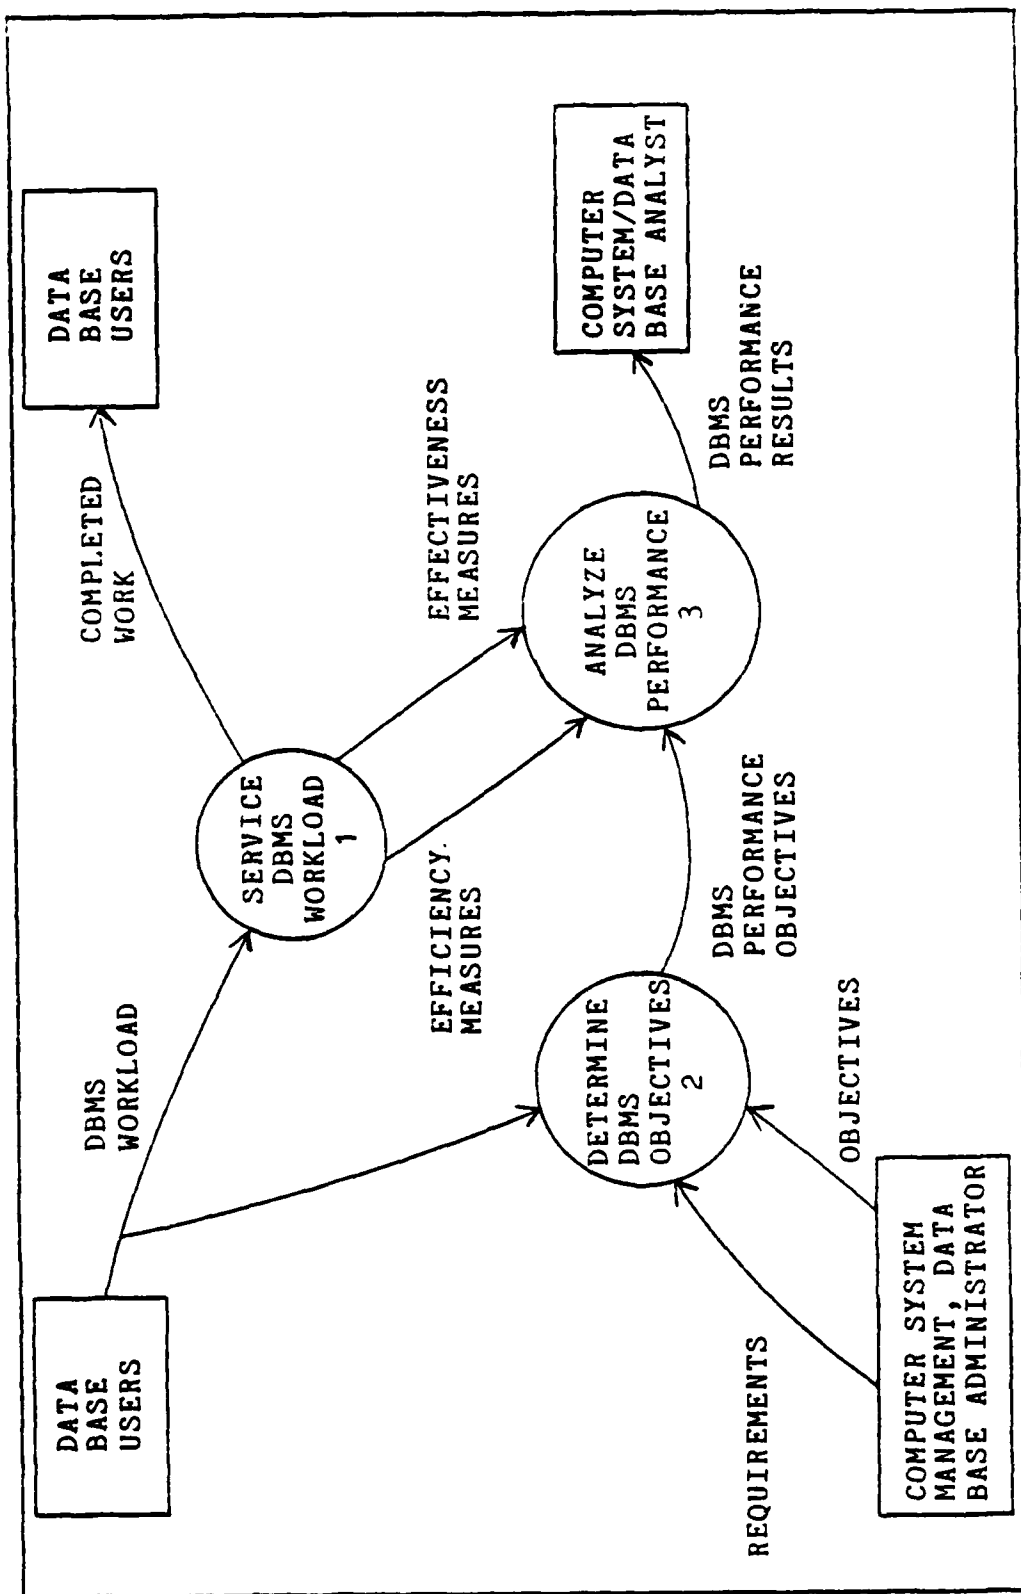 DATA
BASE
USERS
DBMS
WORKLOAD
SERVICE
DBMS
WORKLOAD
1
COMPLETED
WORK
DATA
BASE
USERS
EFFICIENCY
MEASURES
EFFECTIVENESS
MEASURES
DETERMINE
DBMS
OBJECTIVES
2
DBMS
PERFORMANCE
OBJECTIVES
ANALYZE
DBMS
PERFORMANCE
3
DBMS
PERFORMANCE
RESULTS
COMPUTER
SYSTEM/DATA
BASE ANALYST
REQUIREMENTS
OBJECTIVES
COMPUTER SYSTEM
MANAGEMENT, DATA
BASE ADMINISTRATOR